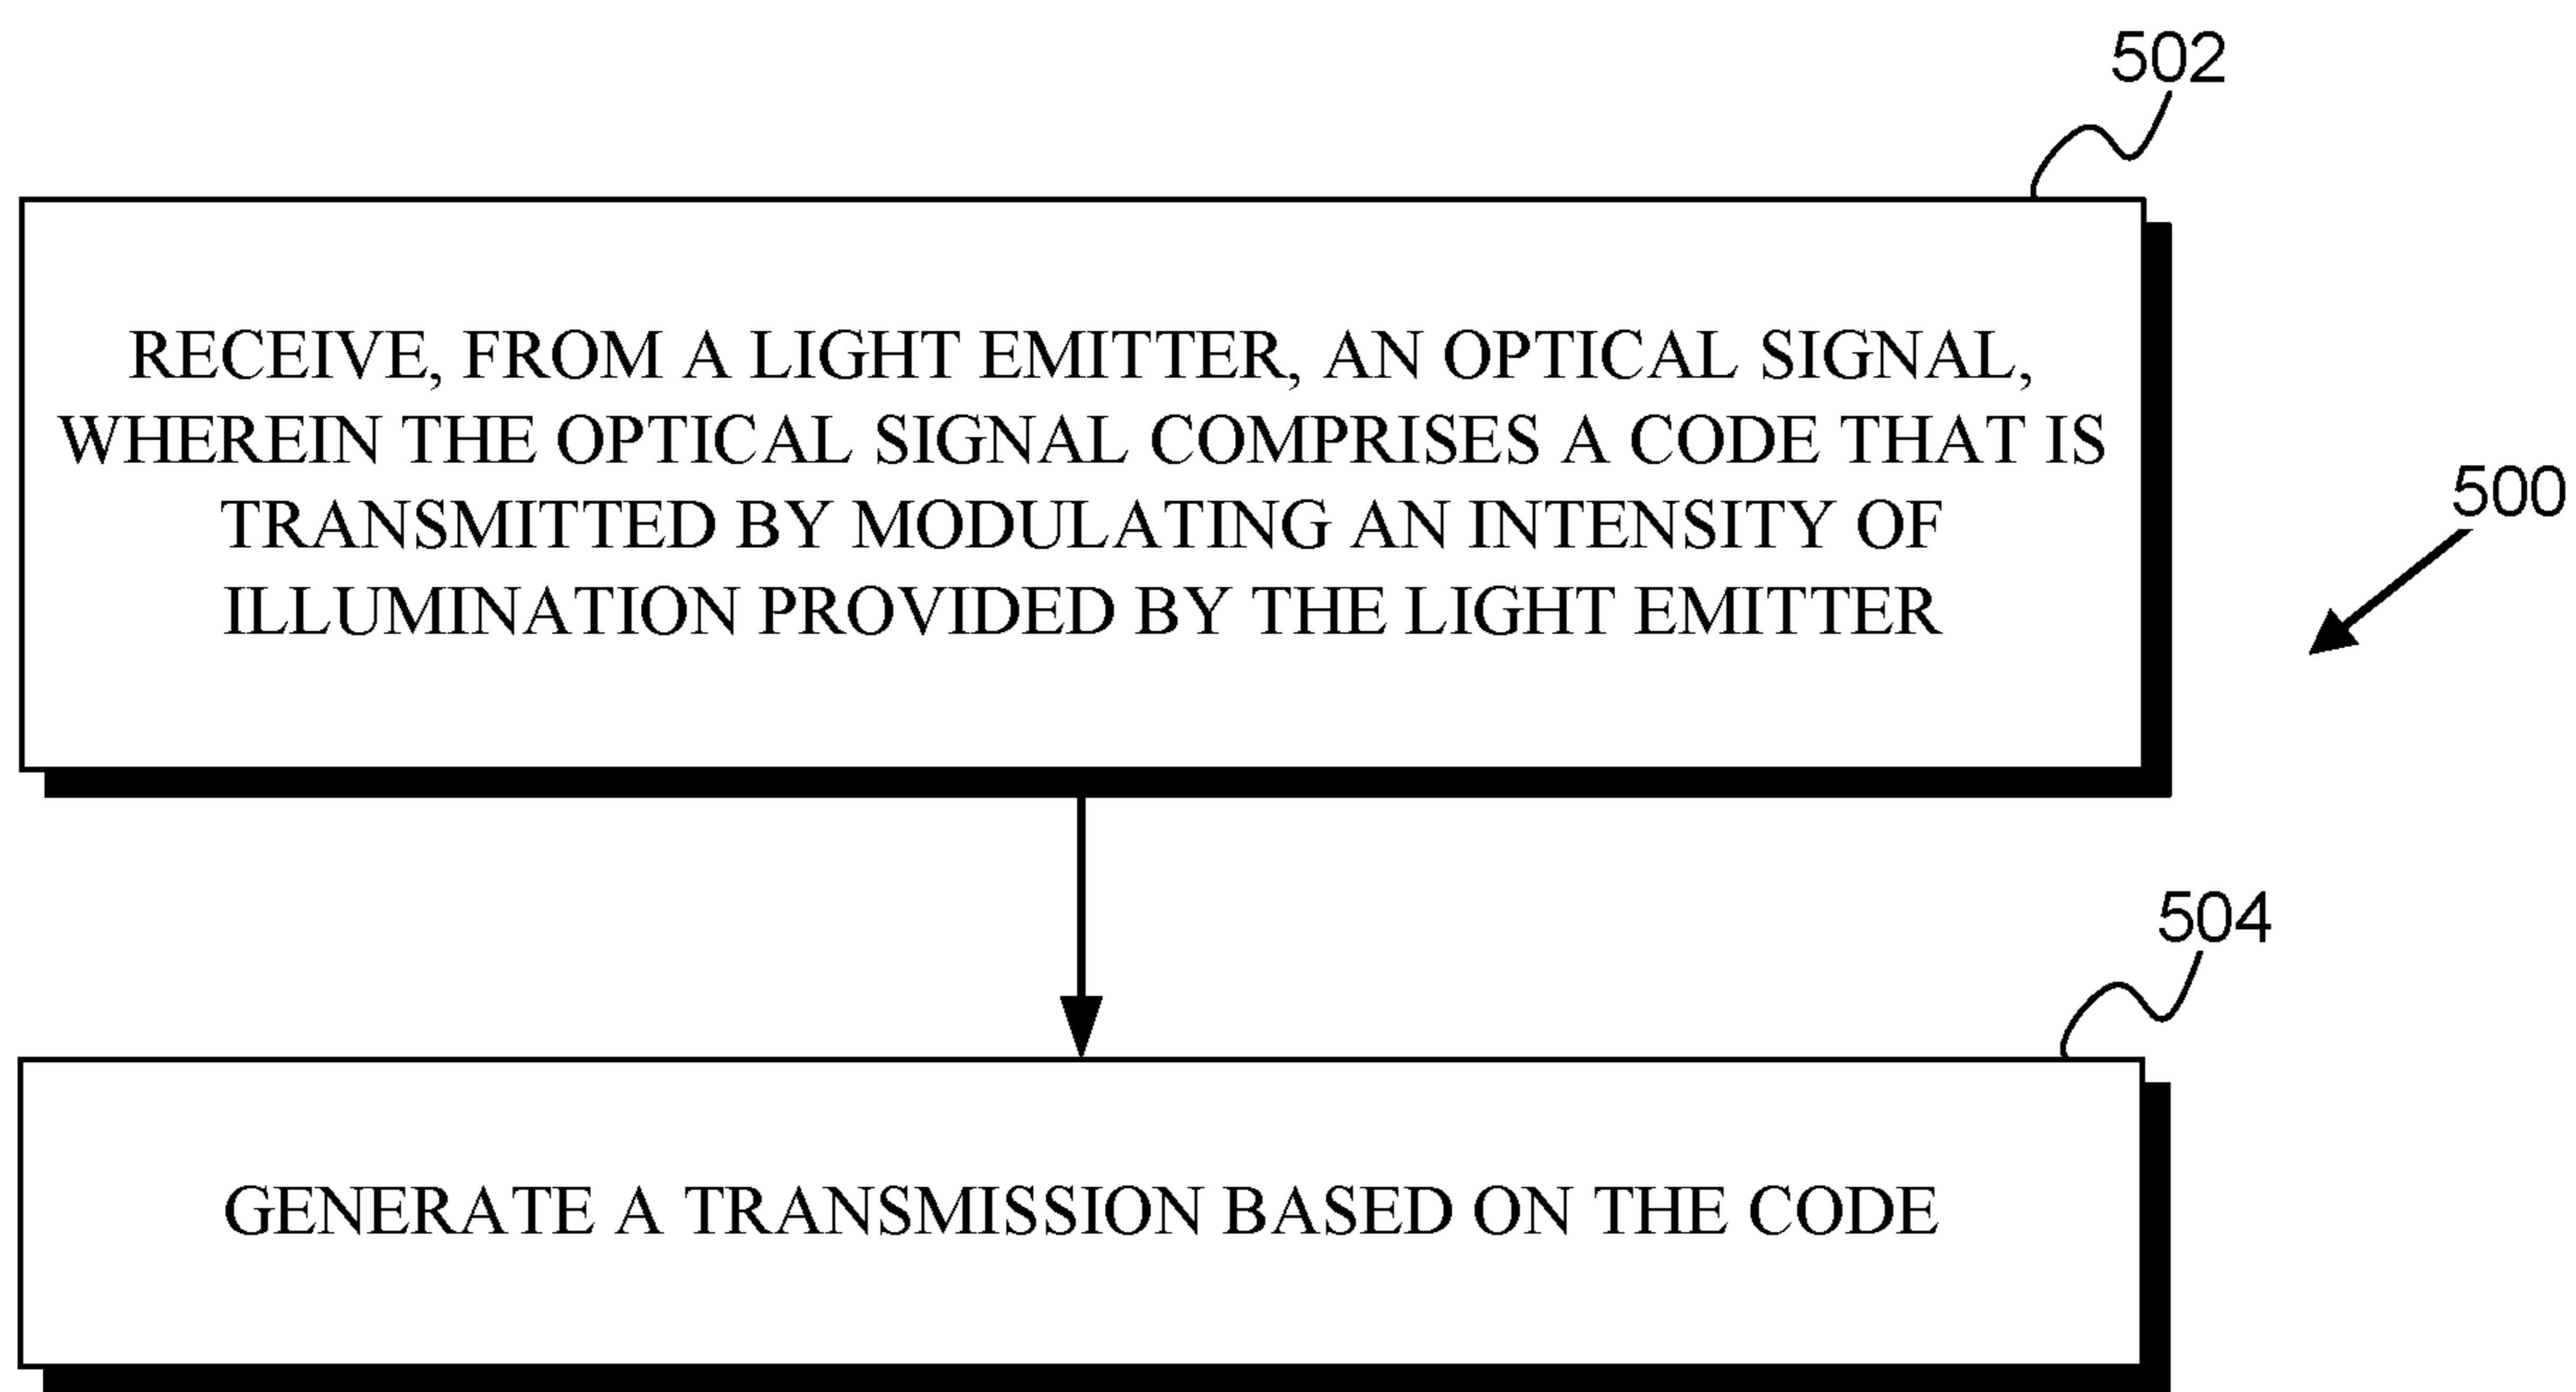 502
RECEIVE, FROM A LIGHT EMITTER, AN OPTICAL SIGNAL,
WHEREIN THE OPTICAL SIGNAL COMPRISES A CODE THAT IS
TRANSMITTED BY MODULATING AN INTENSITY OF
ILLUMINATION PROVIDED BY THE LIGHT EMITTER
500
504
GENERATE A TRANSMISSION BASED ON THE CODE